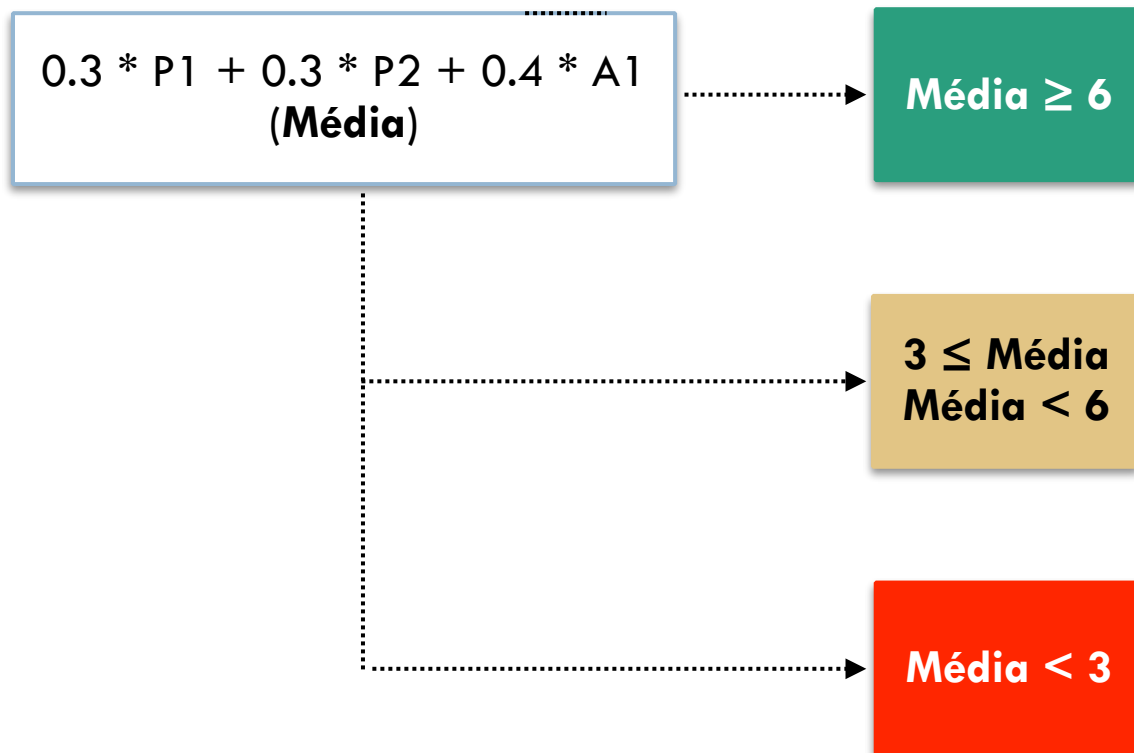 0.3 * P1 + 0.3 * P2 + 0.4 * A1
(Média)
Média ≥ 6
3 ≤ Média
Média < 6
Média < 3